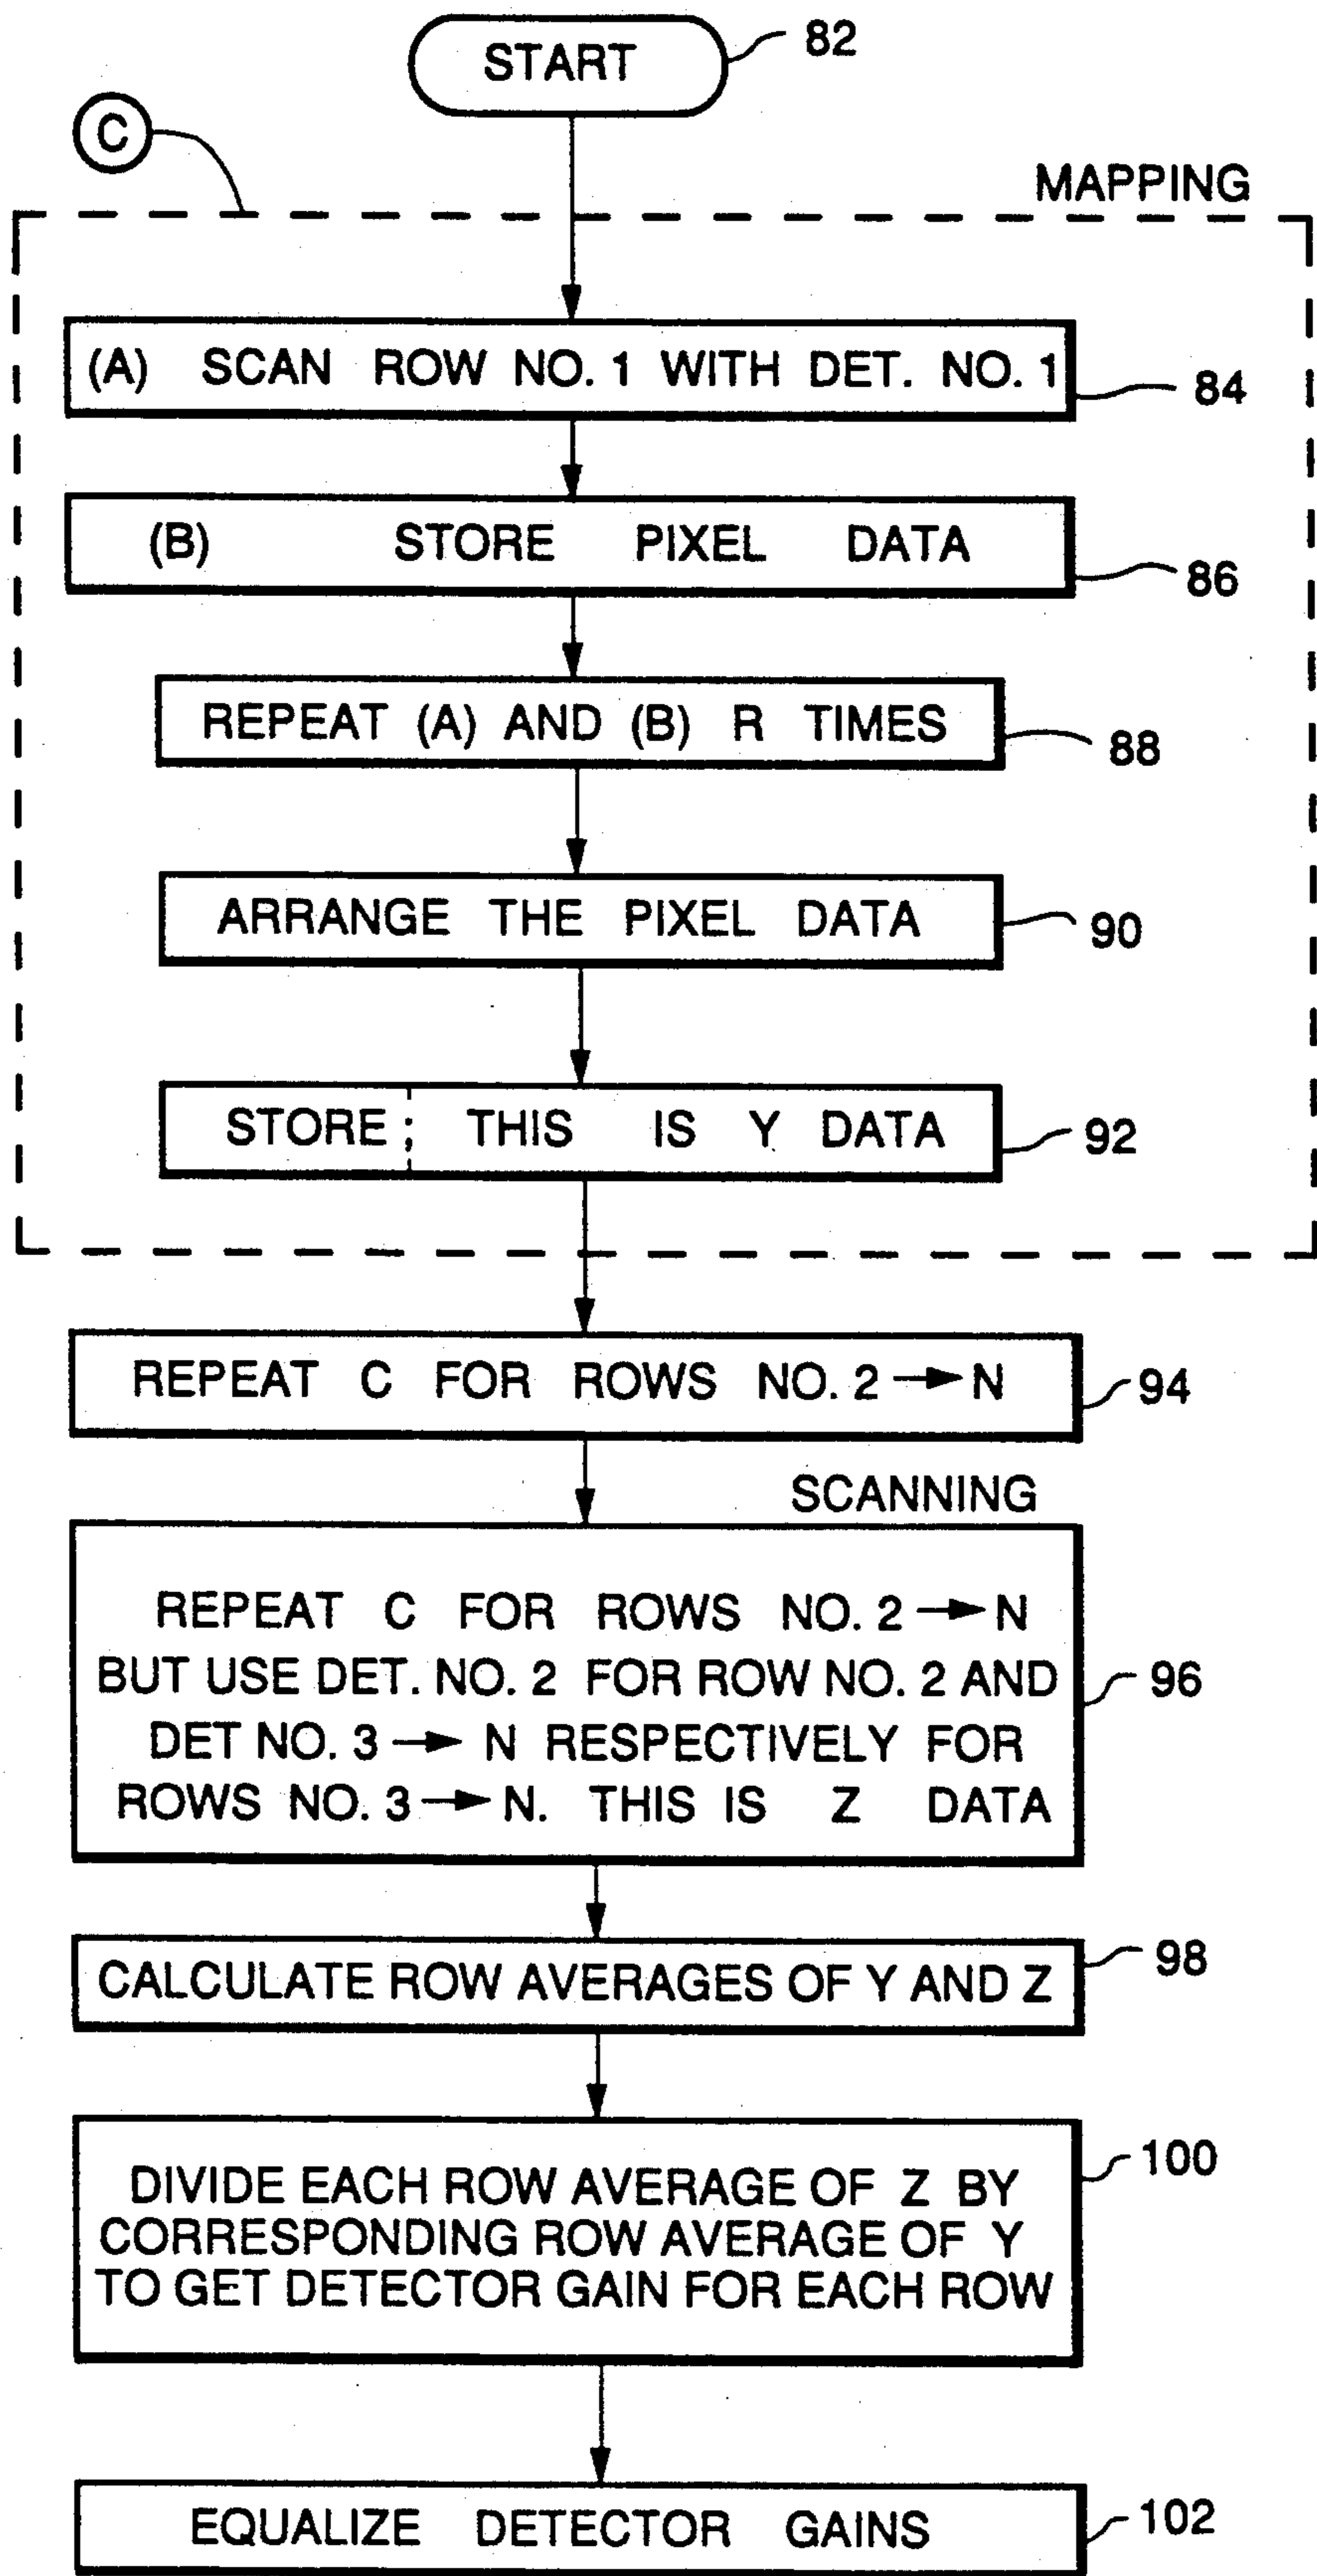 START
82
C
MAPPING
(A) SCAN ROW NO. 1 WITH DET. NO. 1
84
(B) STORE PIXEL DATA
86
REPEAT (A) AND (B) R TIMES
88
ARRANGE THE PIXEL DATA
90
STORE ; THIS IS Y DATA
92
REPEAT C FOR ROWS NO. 2 → N
94
SCANNING
REPEAT C FOR ROWS NO. 2 → N
BUT USE DET. NO. 2 FOR ROW NO. 2 AND
DET NO. 3 → N RESPECTIVELY FOR
ROWS NO. 3 → N. THIS IS Z DATA
96
CALCULATE ROW AVERAGES OF Y AND Z
98
DIVIDE EACH ROW AVERAGE OF Z BY
CORRESPONDING ROW AVERAGE OF Y
TO GET DETECTOR GAIN FOR EACH ROW
100
EQUALIZE DETECTOR GAINS
102